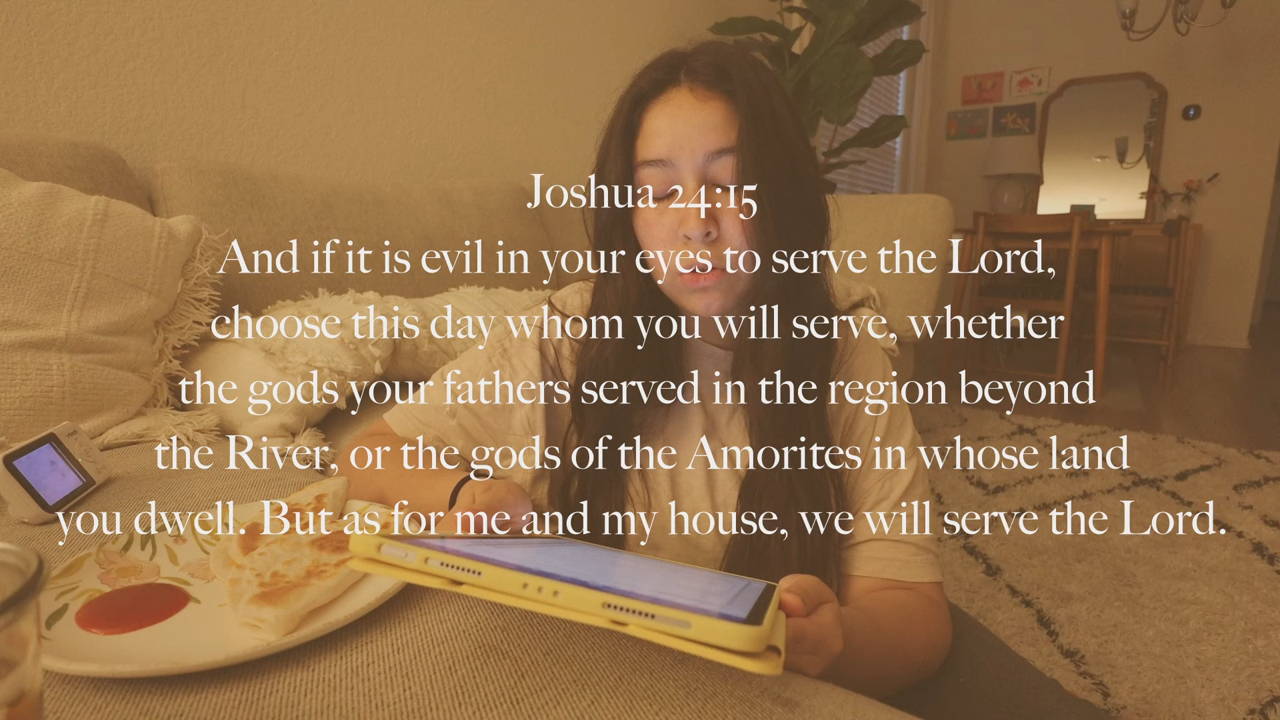 Joshua 24:15
And if it is evil in your eyes to serve the Lord,
choose this day whom you will serve, whether
the gods your fathers served in the region beyond
the River, or the gods of the Amorites in whose land
you dwell. But as for me and my house, we will serve the Lord.